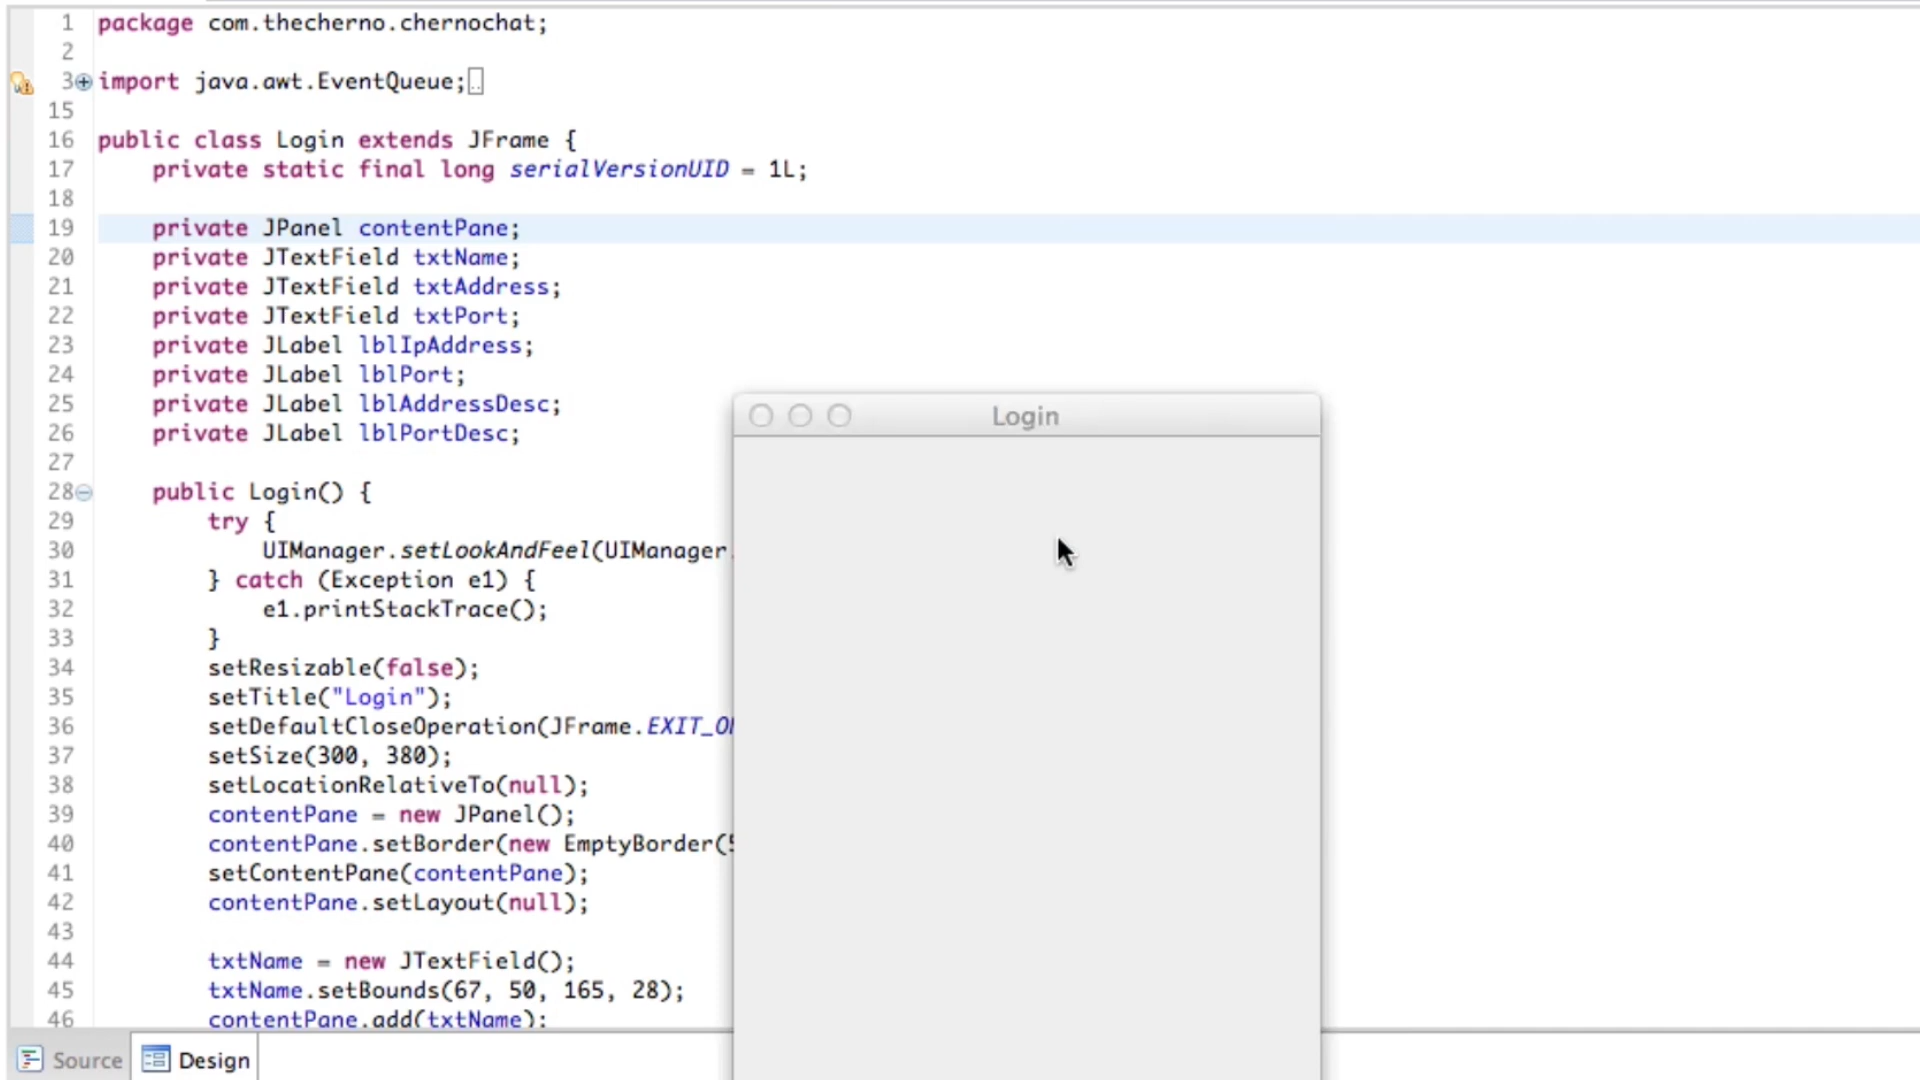 1 package com.thecherno.chernochat;
2
3 import java.awt.EventQueue;
15
16 public class Login extends JFrame {
17 private static final long serialVersionUID = 1L;
18
19 private JPanel contentPane;
20 private JTextField txtName;
21 private JTextField txtAddress;
22 private JTextField txtPort;
23 private JLabel lblIpAddress;
24 private JLabel lblPort;
25 private JLabel lblAddressDesc;
26 private JLabel lblPortDesc;
27
28 public Login() {
29 try {
30 UIManager.setLookAndFeel(UIManager.
31 } catch (Exception e1) {
32 e1.printStackTrace();
33 }
34 setResizable(false);
35 setTitle("Login");
36 setDefaultCloseOperation(JFrame.EXIT_O
37 setSize(300, 380);
38 setLocationRelativeTo(null);
39 contentPane = new JPanel();
40 contentPane.setBorder(new EmptyBorder(5
41 setContentPane(contentPane);
42 contentPane.setLayout(null);
43
44 txtName = new JTextField();
45 txtName.setBounds(67, 50, 165, 28);
46 contentPane.add(txtName);
Login
Source Design